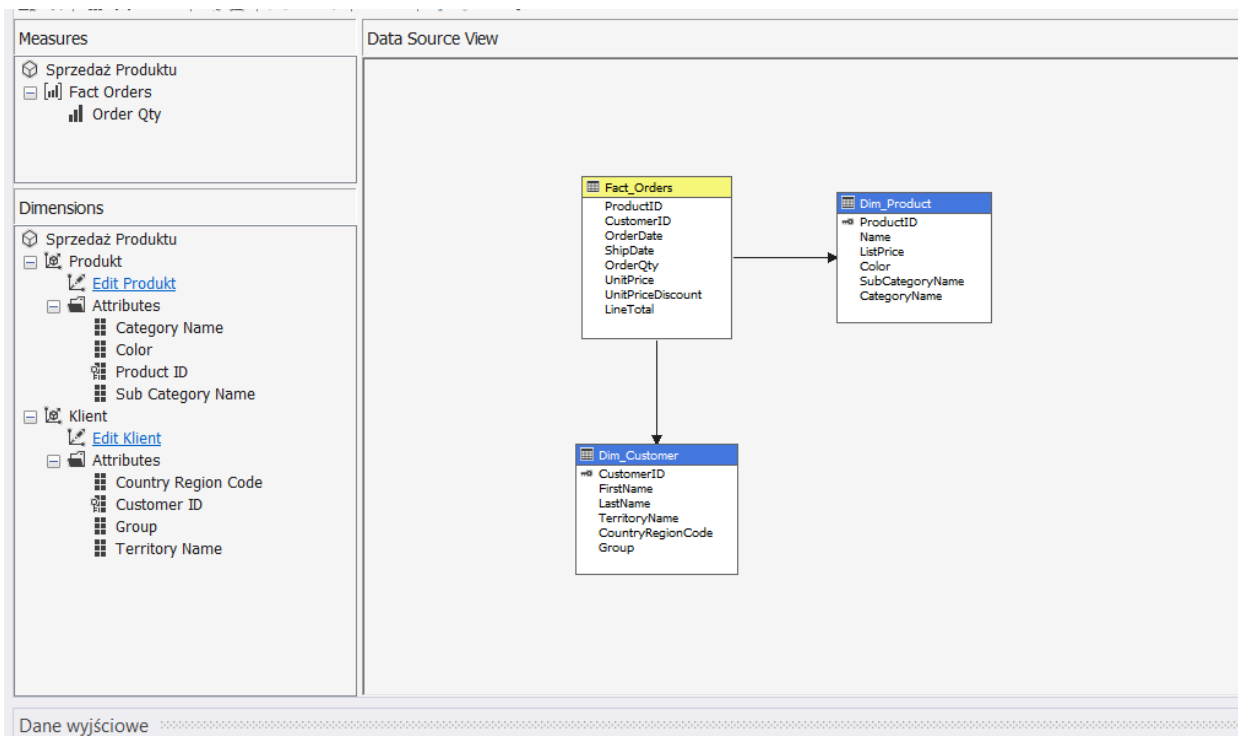 Measures
Sprzedaż Produktu
Fact Orders
Order Qty
Dimensions
Sprzedaż Produktu
Produkt
Edit Produkt
Attributes
Category Name
Color
Product ID
Sub Category Name
Klient
Edit Klient
Attributes
Country Region Code
Customer ID
Group
Territory Name
Data Source View
Fact_Orders
ProductID
CustomerID
OrderDate
ShipDate
OrderQty
UnitPrice
UnitPriceDiscount
LineTotal
Dim_Product
ProductID
Name
ListPrice
Color
SubCategoryName
CategoryName
Dim_Customer
CustomerID
FirstName
LastName
TerritoryName
CountryRegionCode
Group
Dane wyjściowe